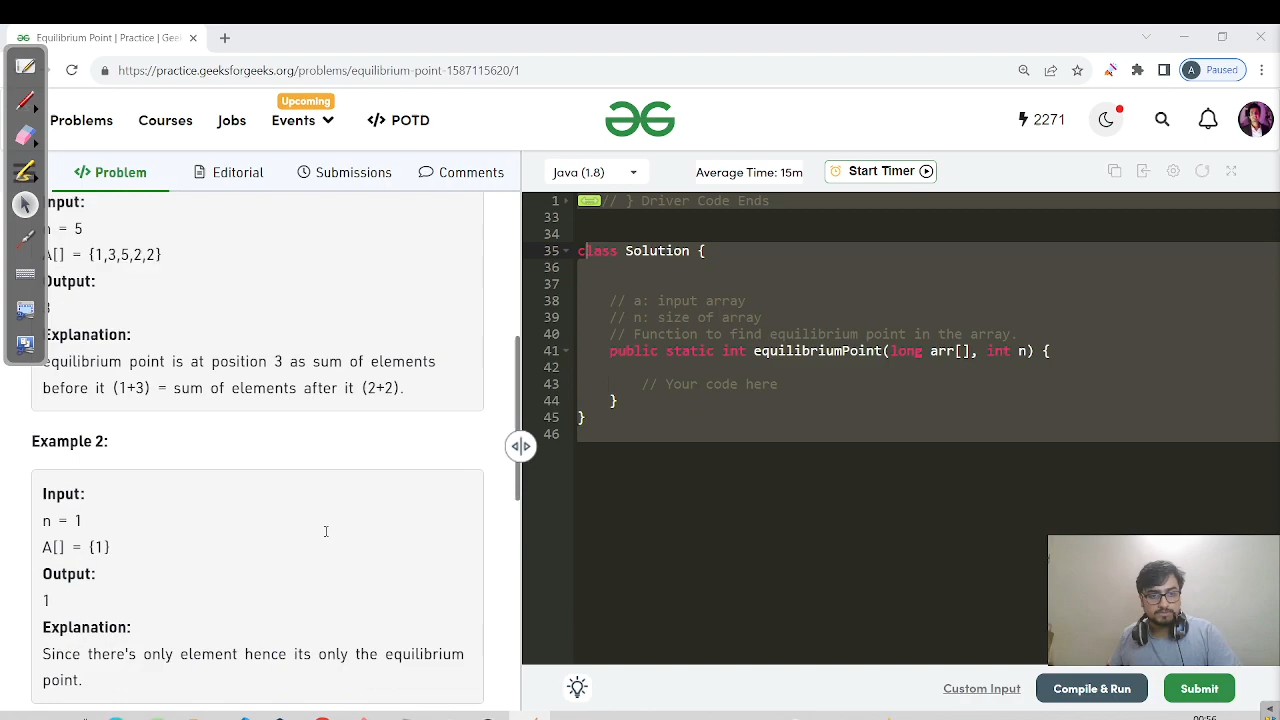 Equilibrium Point | Practice | Gee
https://practice.geeksforgeeks.org/problems/equilibrium-point-1587115620/1
A Paused
Upcoming
Problems Courses Jobs Events POTD
2271
Problem Editorial Submissions Comments
Java (1.8) Average Time: 15m Start Timer
nput:
= 5
A[] = {1,3,5,2,2}
Output:
Explanation:
equilibrium point is at position 3 as sum of elements
before it (1+3) = sum of elements after it (2+2).
Example 2:
Input:
n = 1
A[] = {1}
Output:
1
Explanation:
Since there's only element hence its only the equilibrium
point.
1 // } Driver Code Ends
33
34
35 class Solution {
36
37
38 // a: input array
39 // n: size of array
40 // Function to find equilibrium point in the array.
41 public static int equilibriumPoint(long arr[], int n) {
42
43 // Your code here
44 }
45 }
46
Custom Input Compile & Run Submit
00:56